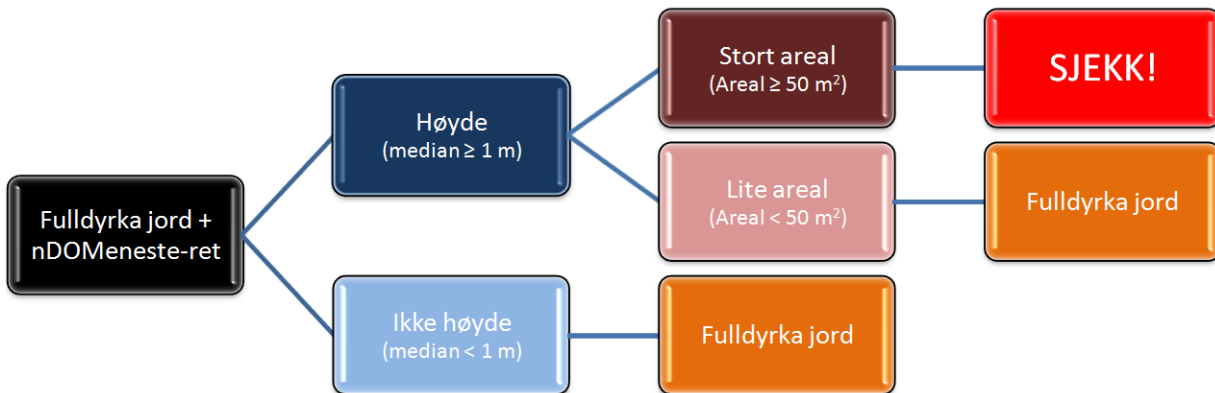 Fulldyrka jord +
nDOMeneste-ret
Høyde
(median ≥ 1 m)
Stort areal
(Areal ≥ 50 m²)
SJEKK!
Lite areal
(Areal < 50 m²)
Fulldyrka jord
Ikke høyde
(median < 1 m)
Fulldyrka jord